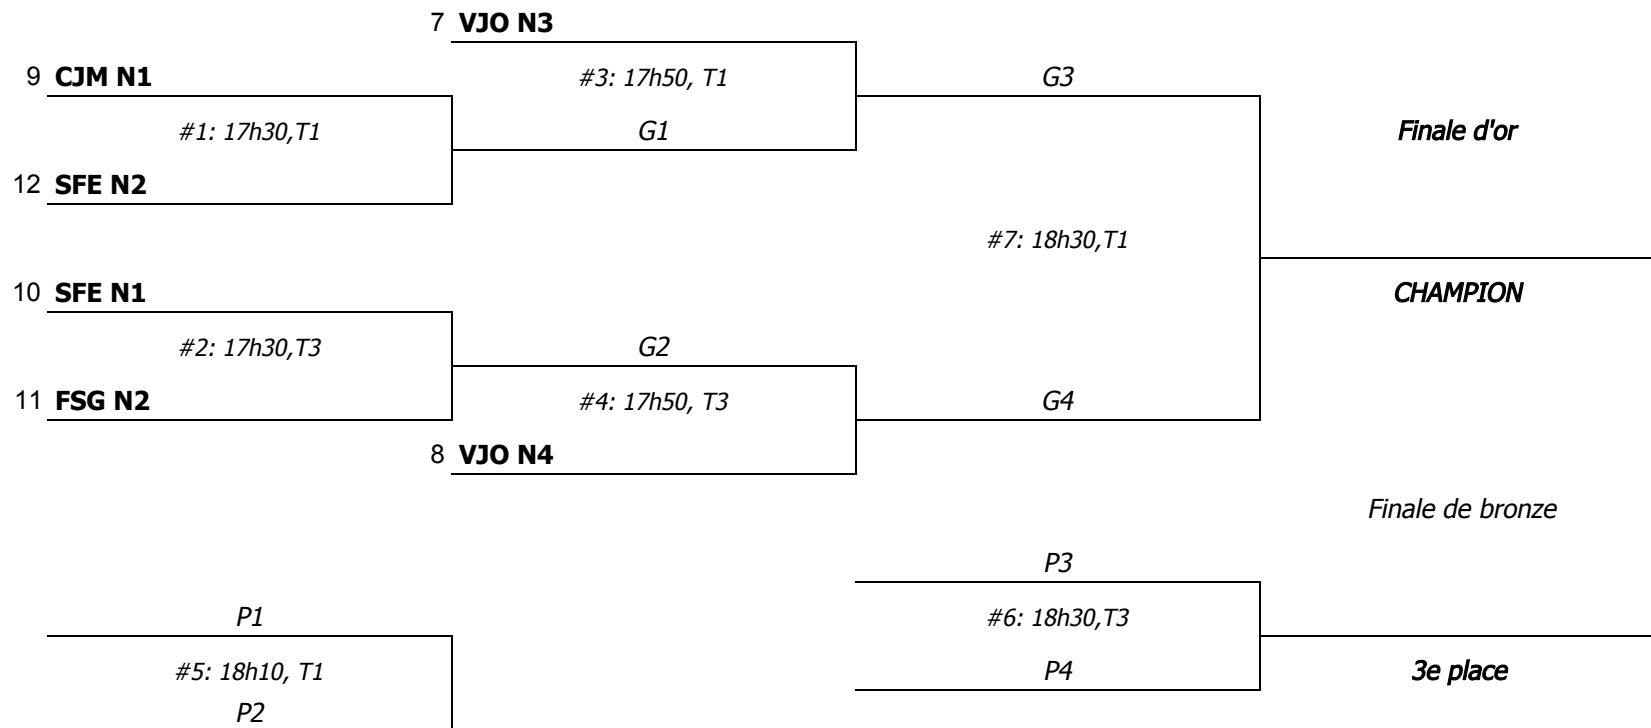 7 VJO N3
9 CJM N1
#3: 17h50, T1
G3
#1: 17h30,T1
G1
Finale d'or
12 SFE N2
#7: 18h30,T1
10 SFE N1
CHAMPION
#2: 17h30,T3
G2
11 FSG N2
#4: 17h50, T3
G4
8 VJO N4
Finale de bronze
P3
P1
#6: 18h30,T3
#5: 18h10, T1
P4
3e place
P2